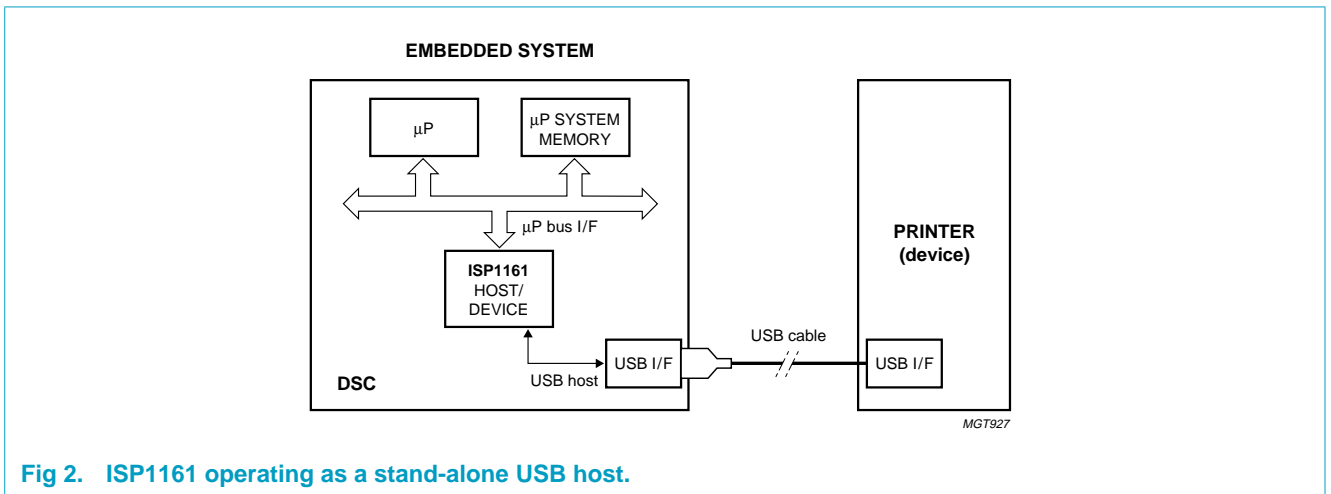 EMBEDDED SYSTEM
μP
μP SYSTEM
MEMORY
μP bus I/F
ISP1161
HOST/
DEVICE
USB host
USB I/F
DSC
USB cable
PRINTER
(device)
USB I/F
MGT927
Fig 2. ISP1161 operating as a stand-alone USB host.